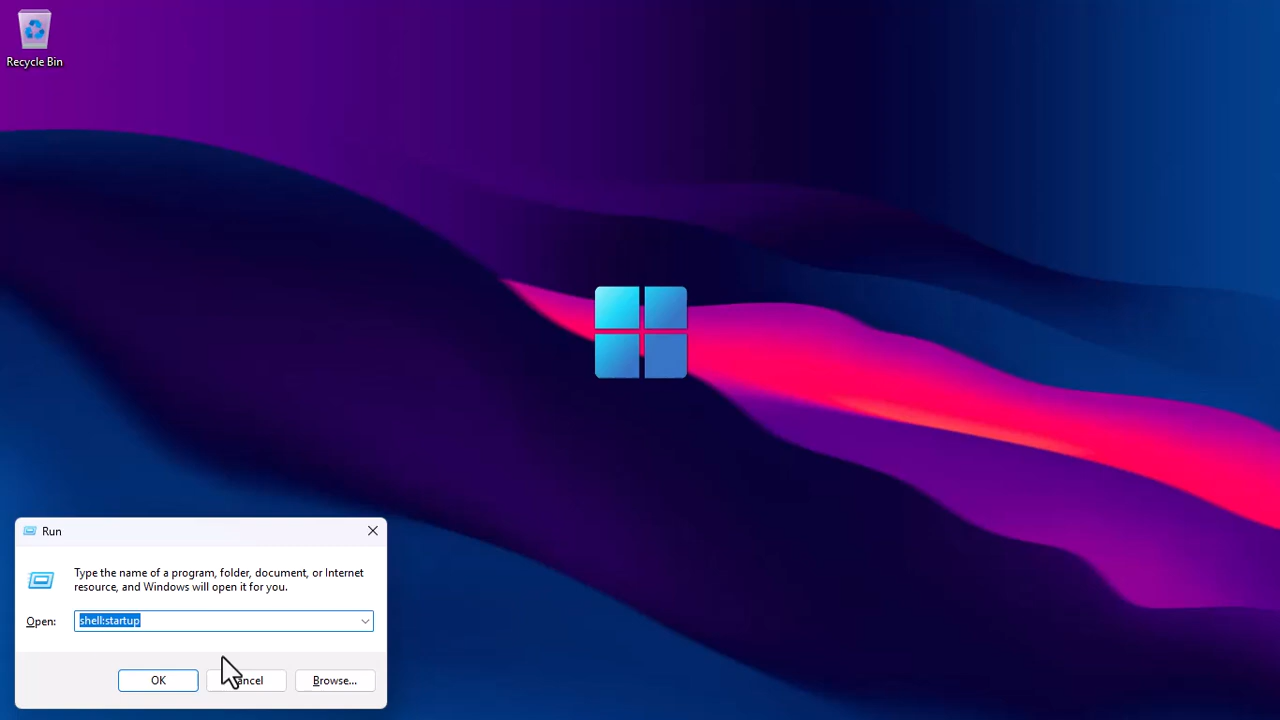 Recycle Bin
Run
Type the name of a program, folder, document, or Internet
resource, and Windows will open it for you.
Open: shell:startup
OK Cancel Browse...